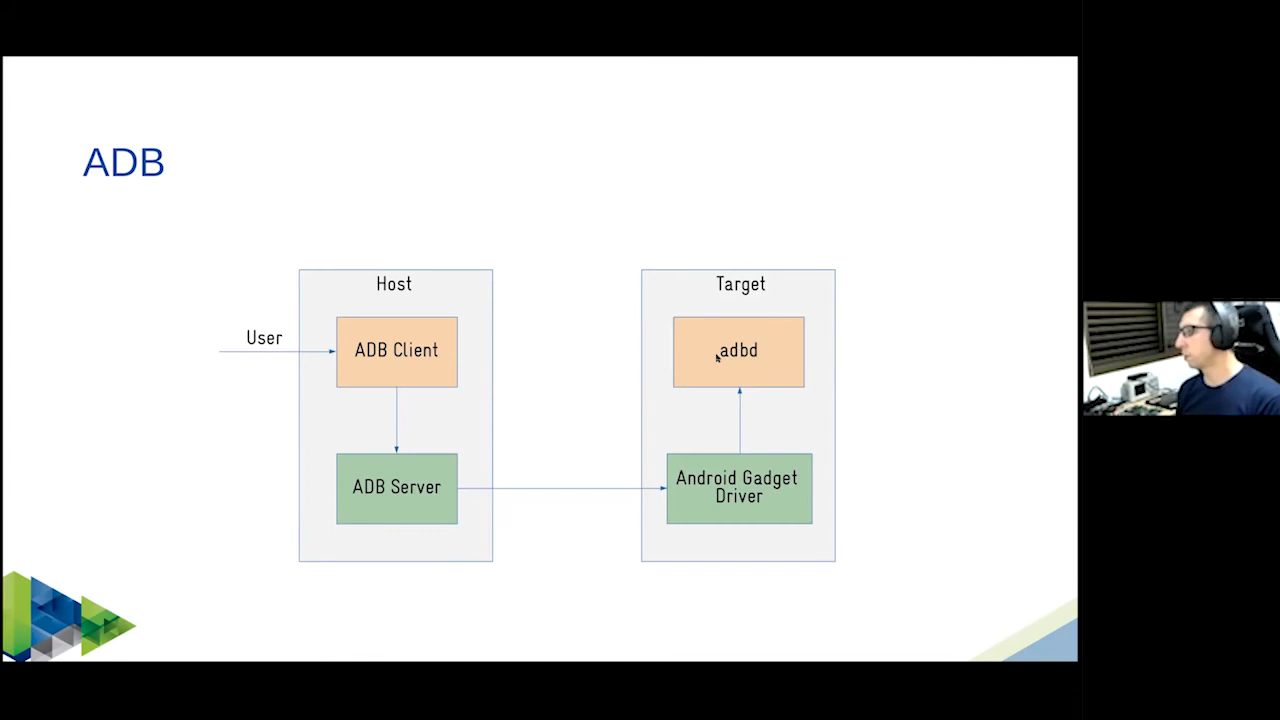 ADB
Host
Target
User
ADB Client
adbd
ADB Server
Android Gadget
Driver